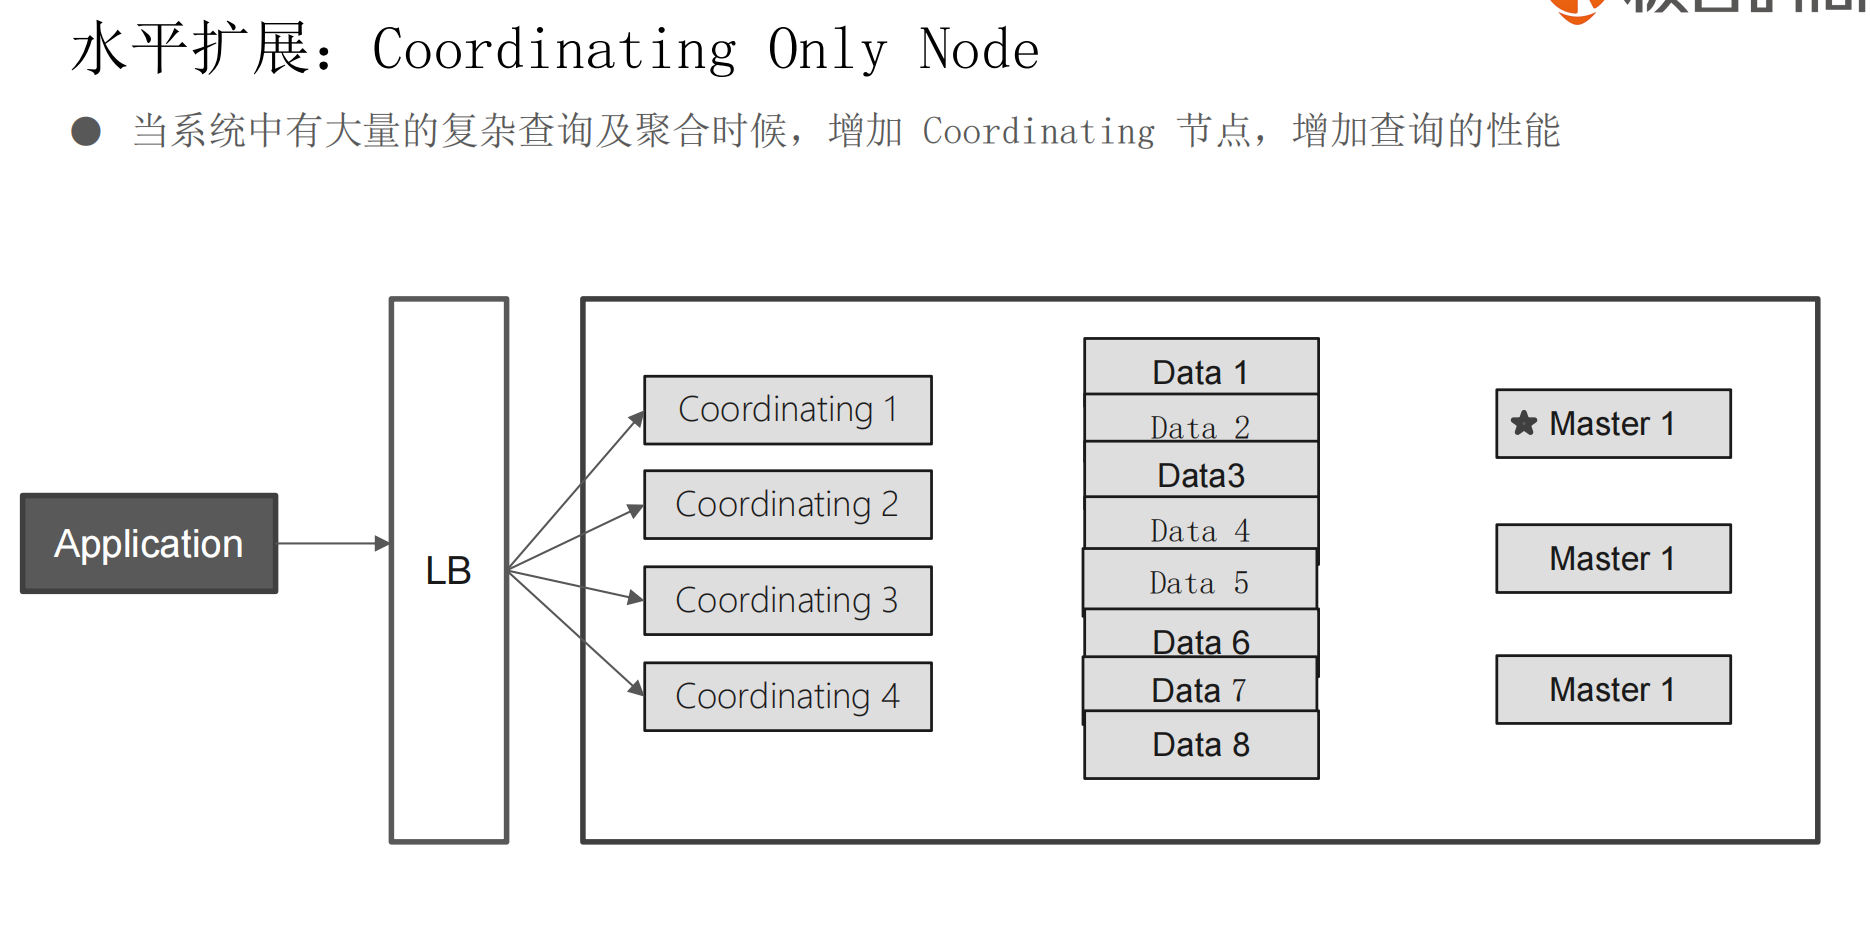 水平扩展：Coordinating Only Node
● 当系统中有大量的复杂查询及聚合时候，增加 Coordinating 节点，增加查询的性能
Application
LB
Coordinating 1
Coordinating 2
Coordinating 3
Coordinating 4
Data 1
Data 2
Data3
Data 4
Data 5
Data 6
Data 7
Data 8
★ Master 1
Master 1
Master 1